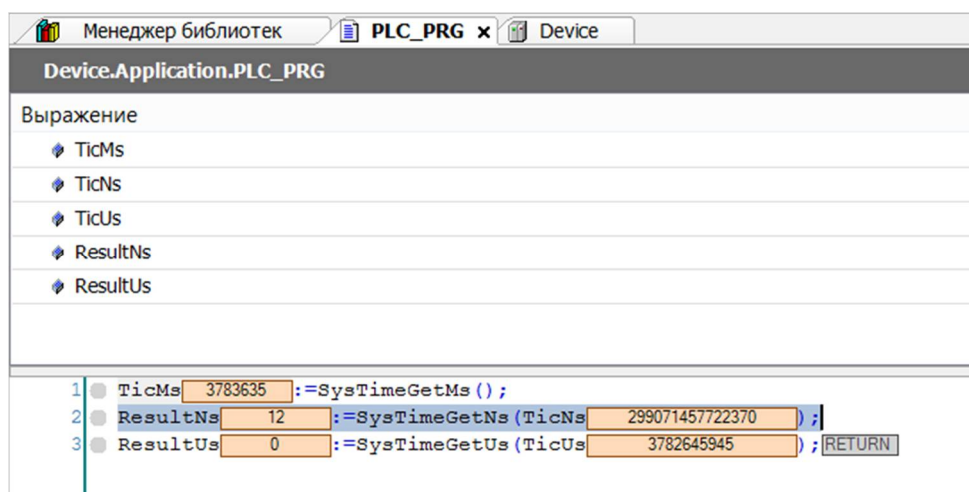 Менеджер библиотек PLC_PRG x Device
Device.Application.PLC_PRG
Выражение
TicMs
TicNs
TicUs
ResultNs
ResultUs
1 TicMs 3783635 :=SysTimeGetMs();
2 ResultNs 12 :=SysTimeGetNs(TicNs 299071457722370 );
3 ResultUs 0 :=SysTimeGetUs(TicUs 3782645945 );RETURN